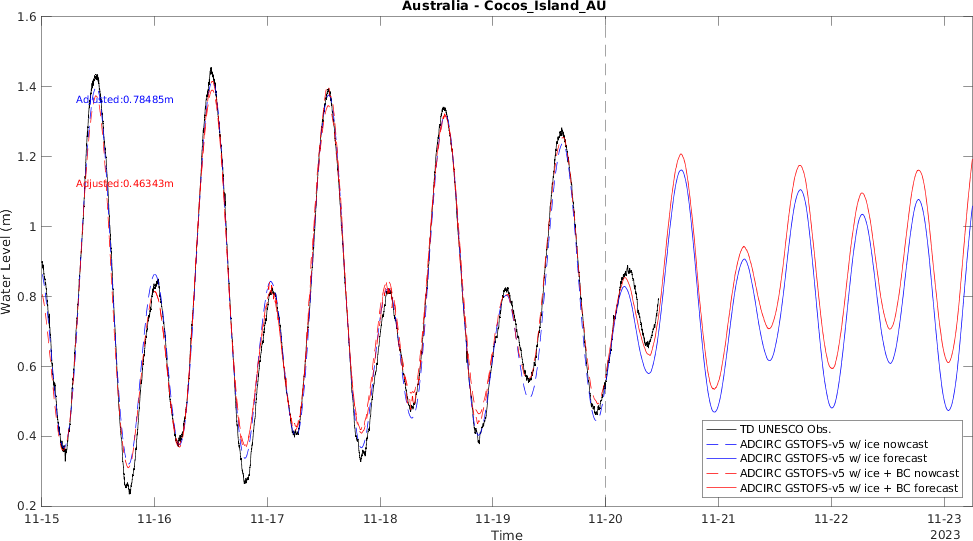 Australia - Cocos_Island_AU
1.6
1.4
1.2
1
0.8
0.6
0.4
0.2
Water Level (m)
Adjusted:0.78485m
Adjusted:0.46343m
TD UNESCO Obs.
ADCIRC GSTOFS-v5 w/ ice nowcast
ADCIRC GSTOFS-v5 w/ ice forecast
ADCIRC GSTOFS-v5 w/ ice + BC nowcast
ADCIRC GSTOFS-v5 w/ ice + BC forecast
11-15 11-16 11-17 11-18 11-19 11-20 11-21 11-22 11-23
2023
Time